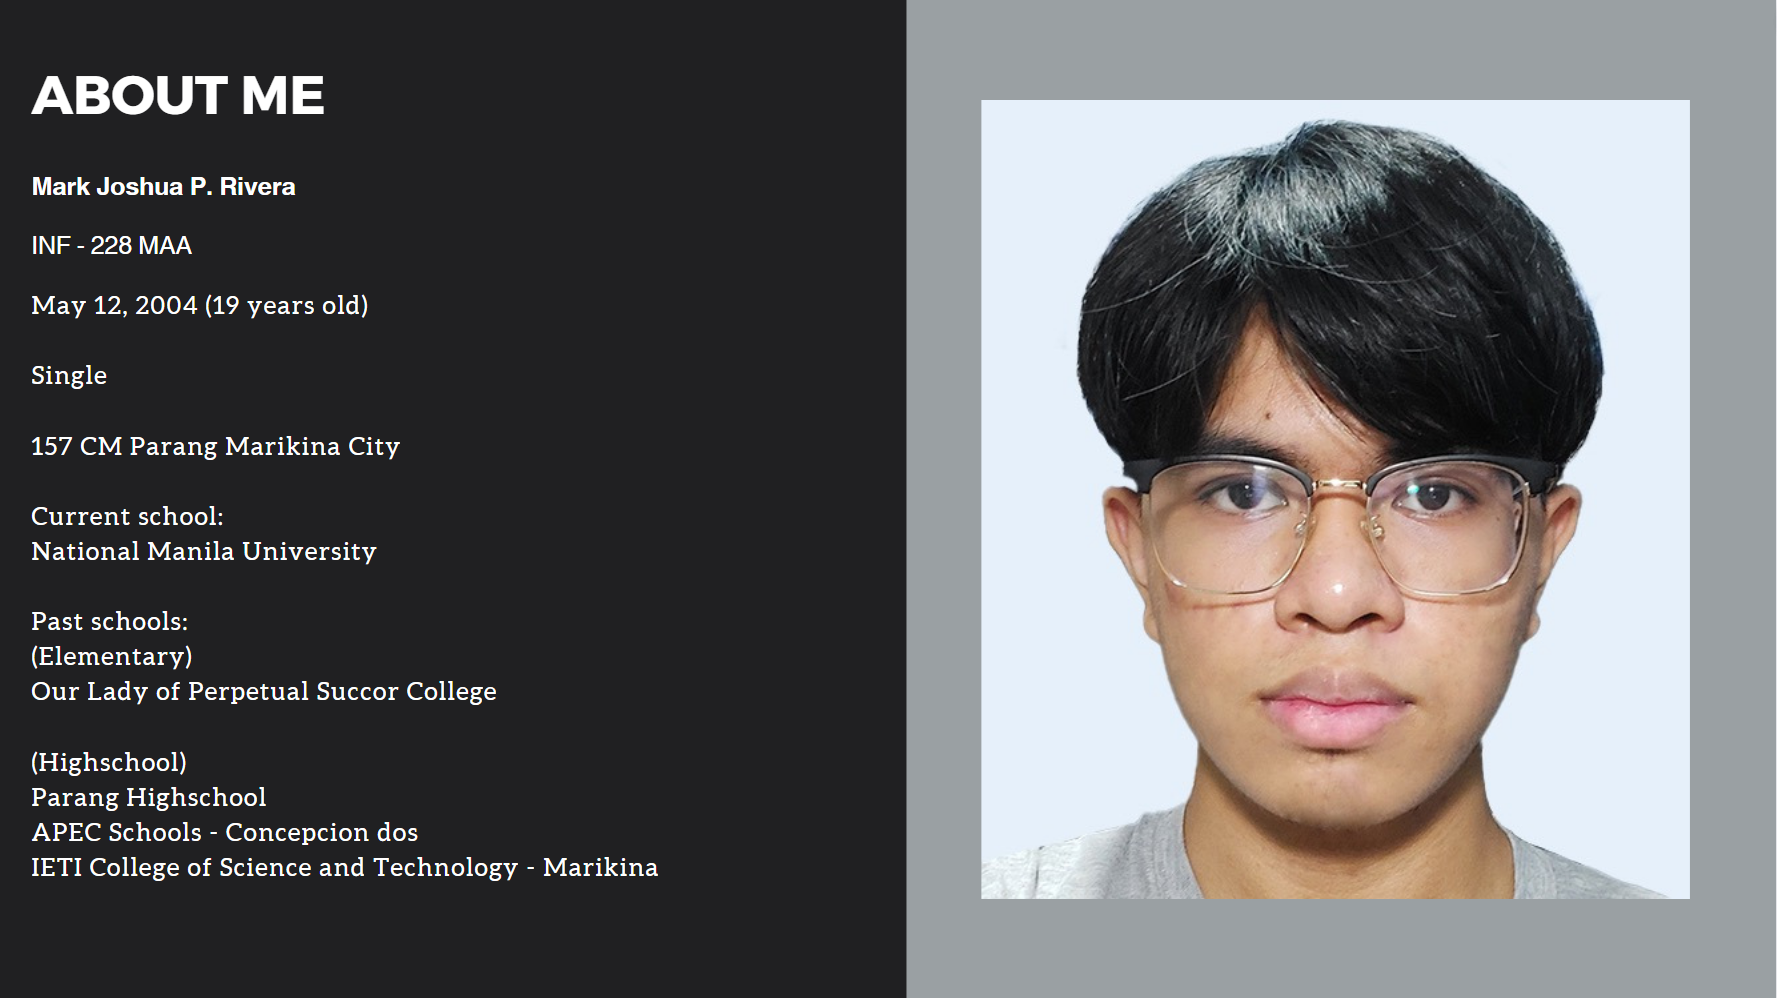 ABOUT ME
Mark Joshua P. Rivera
INF - 228 MAA
May 12, 2004 (19 years old)
Single
157 CM Parang Marikina City
Current school:
National Manila University
Past schools:
(Elementary)
Our Lady of Perpetual Succor College
(Highschool)
Parang Highschool
APEC Schools - Concepcion dos
IETI College of Science and Technology - Marikina